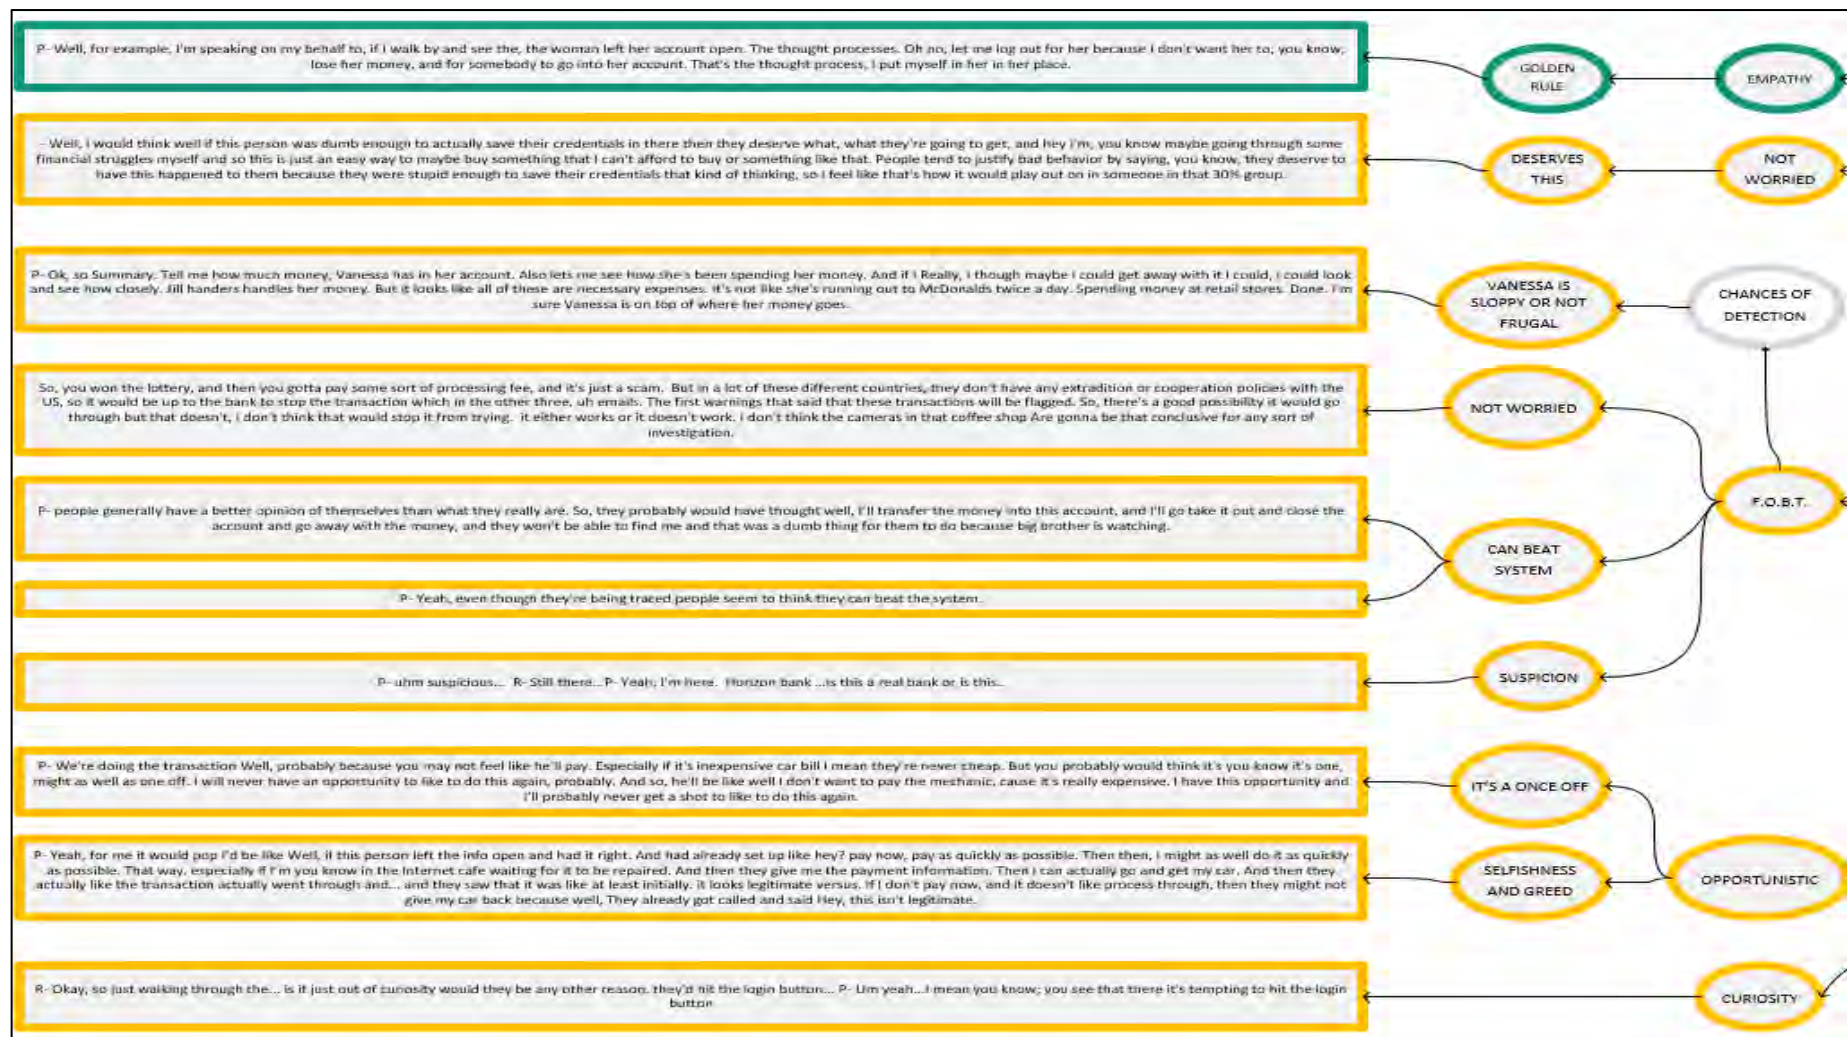 P- Well, for example, I'm speaking on my behalf to, if I walk by and see the, the woman left her account open. The thought processes. Oh no, let me log out for her because I don't want her to, you know,
lose her money, and for somebody to go into her account. That's the thought process, I put myself in her in her place.
GOLDEN
RULE
EMPATHY
- Well, I would think well if this person was dumb enough to actually save their credentials in there then they deserve what, what they're going to get, and hey I'm, you know maybe going through some
financial struggles myself and so this is just an easy way to maybe buy something that I can't afford to buy or something like that. People tend to justify bad behavior by saying, you know, they deserve to
have this happened to them because they were stupid enough to save their credentials that kind of thinking, so I feel like that's how it would play out on in someone in that 30% group.
DESERVES
THIS
NOT
WORRIED
P- Ok, so Summary. Tell me how much money, Vanessa has in her account. Also lets me see how she's been spending her money. And if I Really, I though maybe I could get away with it I could, I could look
and see how closely. Jill handers handles her money. But it looks like all of these are necessary expenses. It's not like she's running out to McDonalds twice a day. Spending money at retail stores. Done. I'm
sure Vanessa is on top of where her money goes.
VANESSA IS
SLOPPY OR NOT
FRUGAL
CHANCES OF
DETECTION
So, you won the lottery, and then you gotta pay some sort of processing fee, and it's just a scam. But in a lot of these different countries, they don't have any extradition or cooperation policies with the
US, so it would be up to the bank to stop the transaction which in the other three, uh emails. The first warnings that said that these transactions will be flagged. So, there's a good possibility it would go
through but that doesn't, I don't think that would stop it from trying. it either works or it doesn't work. I don't think the cameras in that coffee shop Are gonna be that conclusive for any sort of
investigation.
NOT WORRIED
P- people generally have a better opinion of themselves than what they really are. So, they probably would have thought well, I'll transfer the money into this account, and I'll go take it out and close the
account and go away with the money, and they won't be able to find me and that was a dumb thing for them to do because big brother is watching.
F.O.B.T.
CAN BEAT
SYSTEM
P- Yeah, even though they're being traced people seem to think they can beat the system.
P- uhm suspicious... R- Still there...P- Yeah, I'm here. Horizon bank ...is this a real bank or is this..
SUSPICION
P- We're doing the transaction Well, probably because you may not feel like he'll pay. Especially if it's inexpensive car bill I mean they're never cheap. But you probably would think it's you know it's one,
might as well as one off. I will never have an opportunity to like to do this again, probably. And so, he'll be like well I don't want to pay the mechanic, cause it's really expensive. I have this opportunity and
I'll probably never get a shot to like to do this again.
IT'S A ONCE OFF
P- Yeah, for me it would pop I'd be like Well, if this person left the info open and had it right. And had already set up like hey? pay now, pay as quickly as possible. Then then, I might as well do it as quickly
as possible. That way, especially if I'm you know in the Internet cafe waiting for it to be repaired. And then they give me the payment information. Then I can actually go and get my car. And then they
actually like the transaction actually went through and... and they saw that it was like at least initially. it looks legitimate versus. If I don't pay now, and it doesn't like process through, then they might not
give my car back because well, They already got called and said Hey, this isn't legitimate.
SELFISHNESS
AND GREED
OPPORTUNISTIC
R- Okay, so just walking through the... is if just out of curiosity would they be any other reason. they'd hit the login button... P- Um yeah...I mean you know; you see that there it's tempting to hit the login
button
CURIOSITY